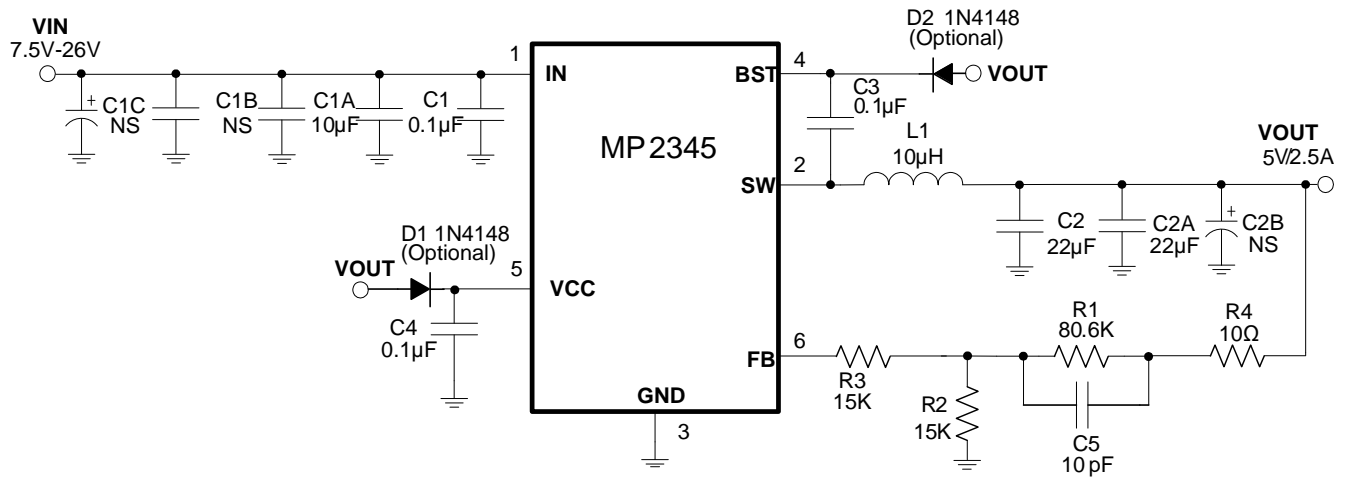 VIN
7.5V-26V
C1C
NS
C1B
NS
C1A
10µF
C1
0.1µF
1
IN
MP2345
BST
4
D2 1N4148
(Optional)
VOUT
C3
0.1µF
SW
2
L1
10µH
VOUT
5V/2.5A
C2
22µF
C2A
22µF
+
C2B
NS
+
D1 1N4148
(Optional)
VOUT
5
VCC
C4
0.1µF
GND
3
FB
6
R3
15K
R2
15K
R1
80.6K
C5
10pF
R4
10Ω